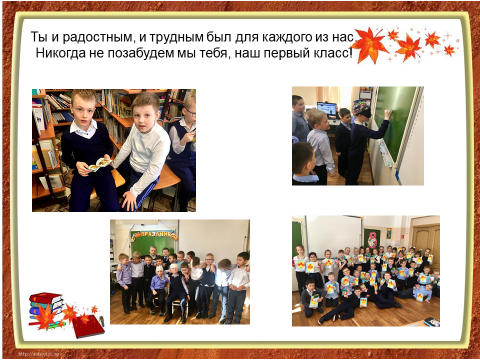 Ты и радостным, и трудным был для каждого из нас
Никогда не позабудем мы тебя, наш первый класс!